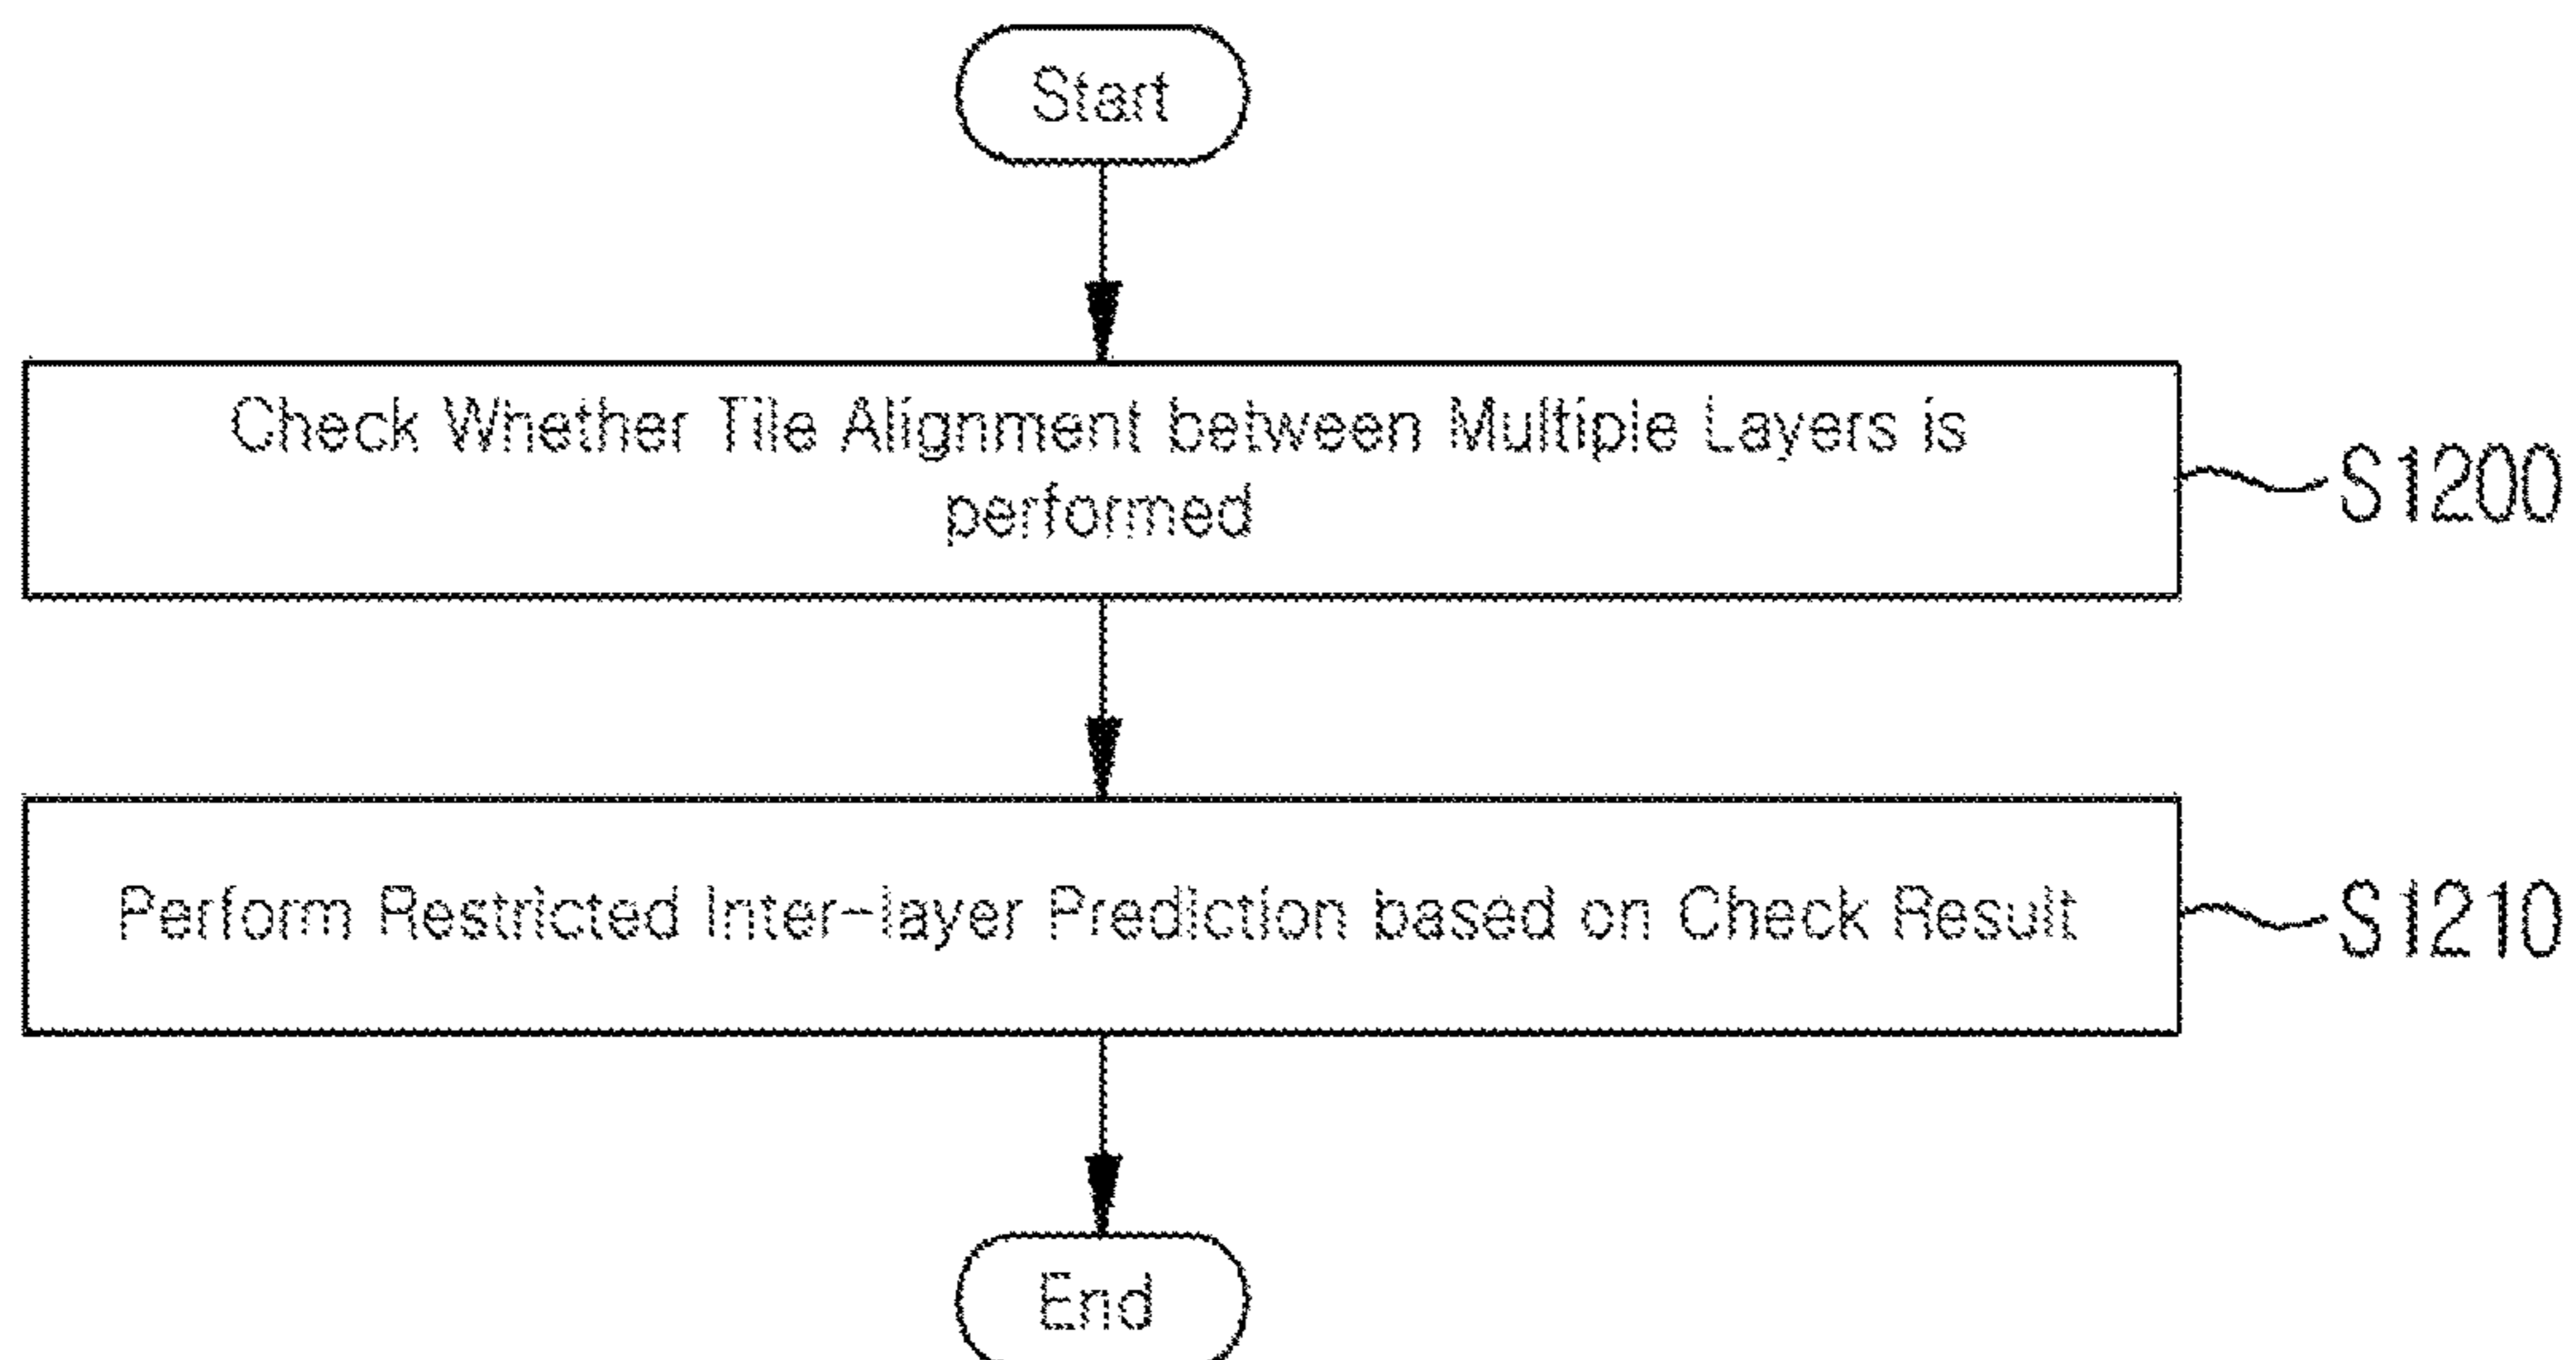 Start
Check Whether Tile Alignment between Multiple Layers is
performed
S1200
Perform Restricted Inter-layer Prediction based on Check Result
S1210
End